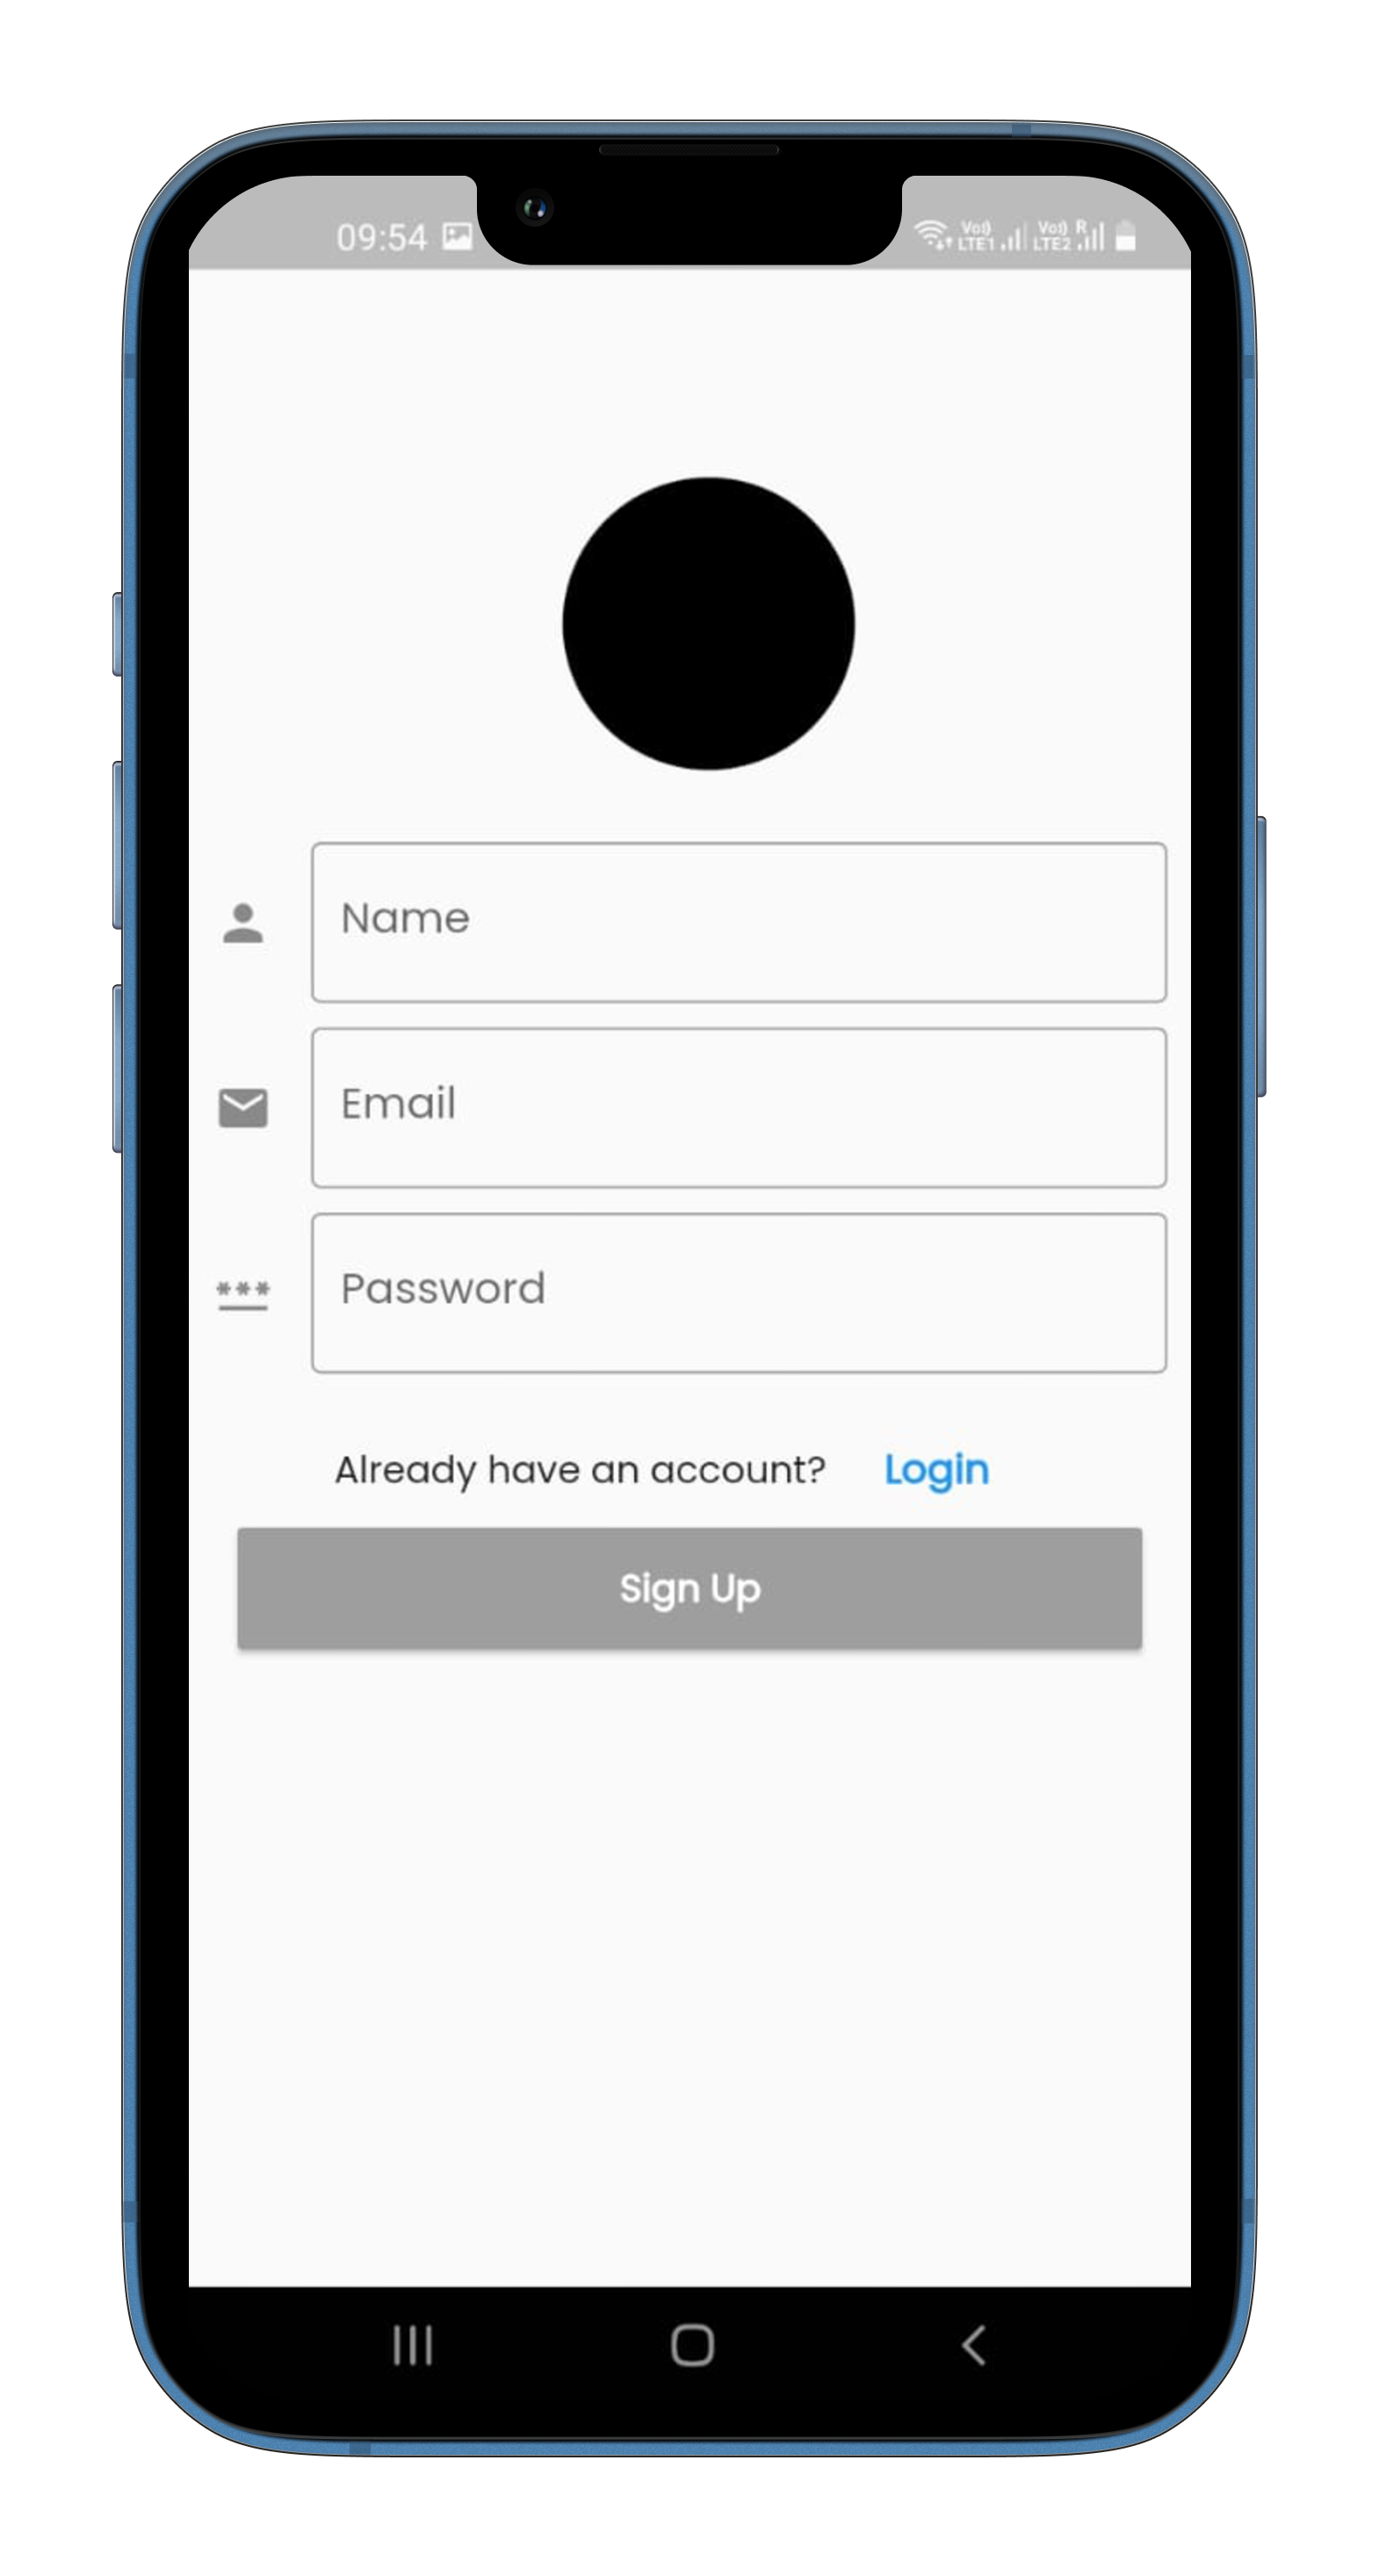 09:54 Vo)) LTE1 Vo)) LTE2 R
Name
Email
***
Password
Already have an account? Login
Sign Up